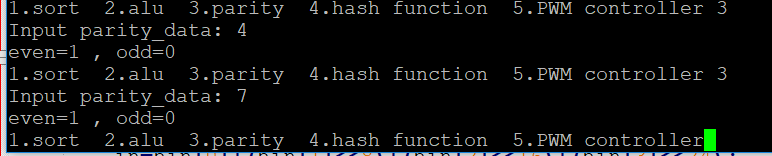 1.sort  2.alu  3.parity  4.hash function  5.PWM controller 3
Input parity_data: 4
even=1 , odd=0
1.sort  2.alu  3.parity  4.hash function  5.PWM controller 3
Input parity_data: 7
even=1 , odd=0
1.sort  2.alu  3.parity  4.hash function  5.PWM controller